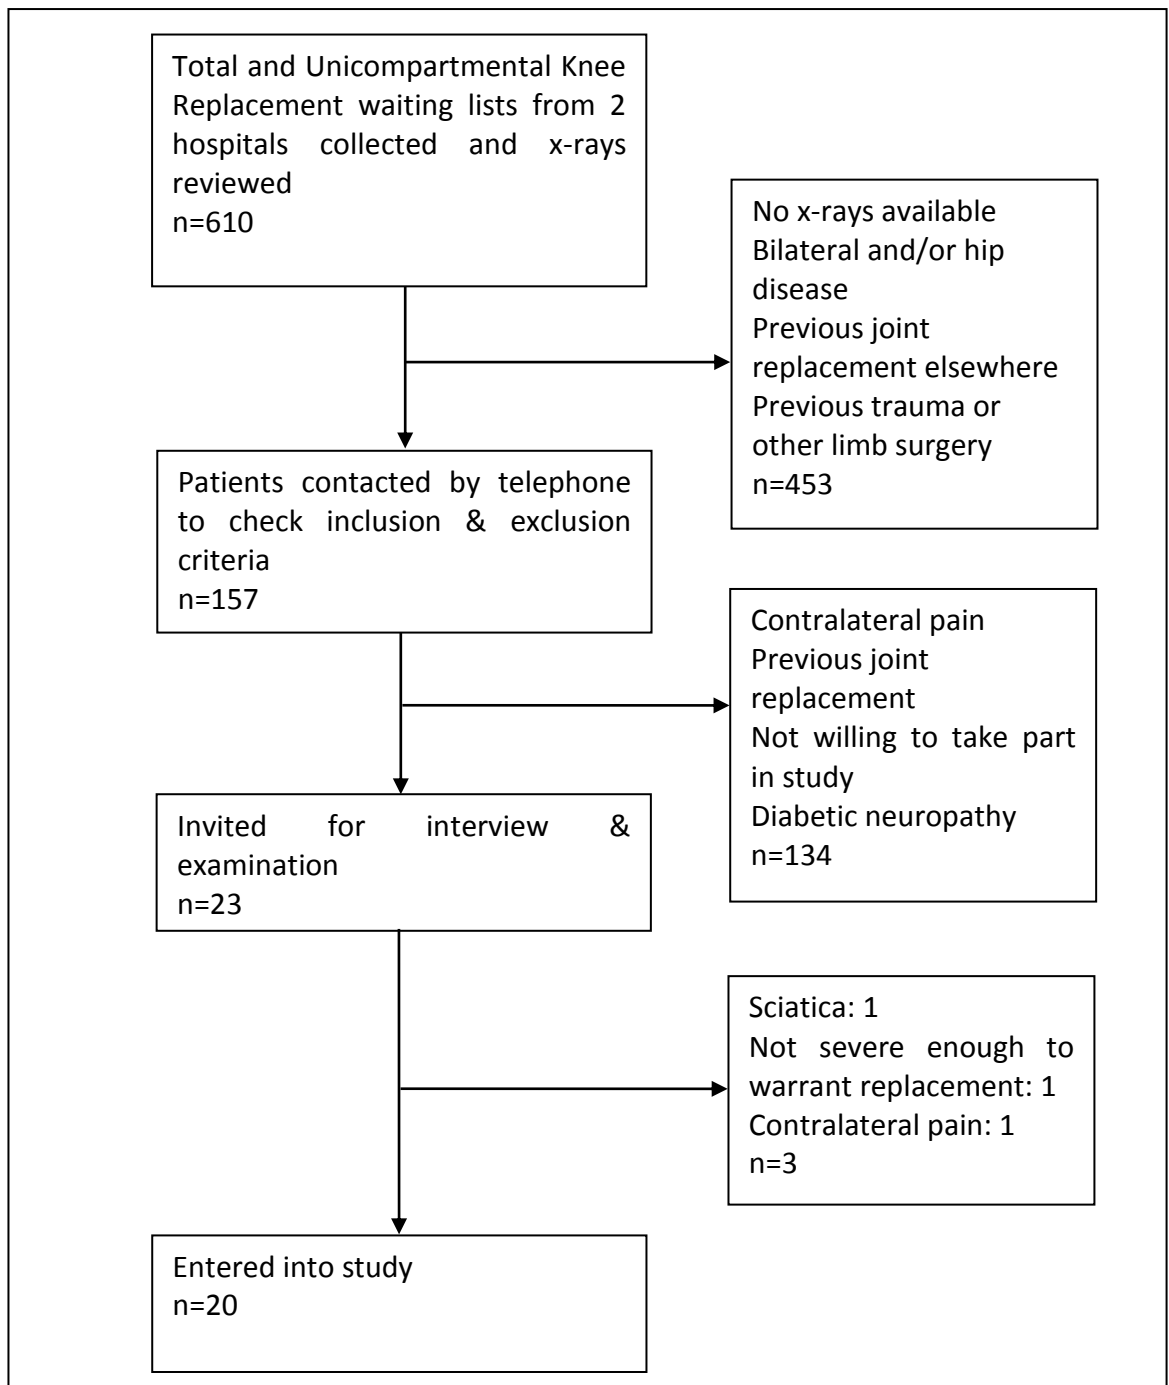 Total and Unicompartmental Knee
Replacement waiting lists from 2
hospitals collected and x-rays
reviewed
n=610
No x-rays available
Bilateral and/or hip
disease
Previous joint
replacement elsewhere
Previous trauma or
other limb surgery
n=453
Patients contacted by telephone
to check inclusion & exclusion
criteria
n=157
Contralateral pain
Previous joint
replacement
Not willing to take part
in study
Diabetic neuropathy
n=134
Invited for interview &
examination
n=23
Sciatica: 1
Not severe enough to
warrant replacement: 1
Contralateral pain: 1
n=3
Entered into study
n=20